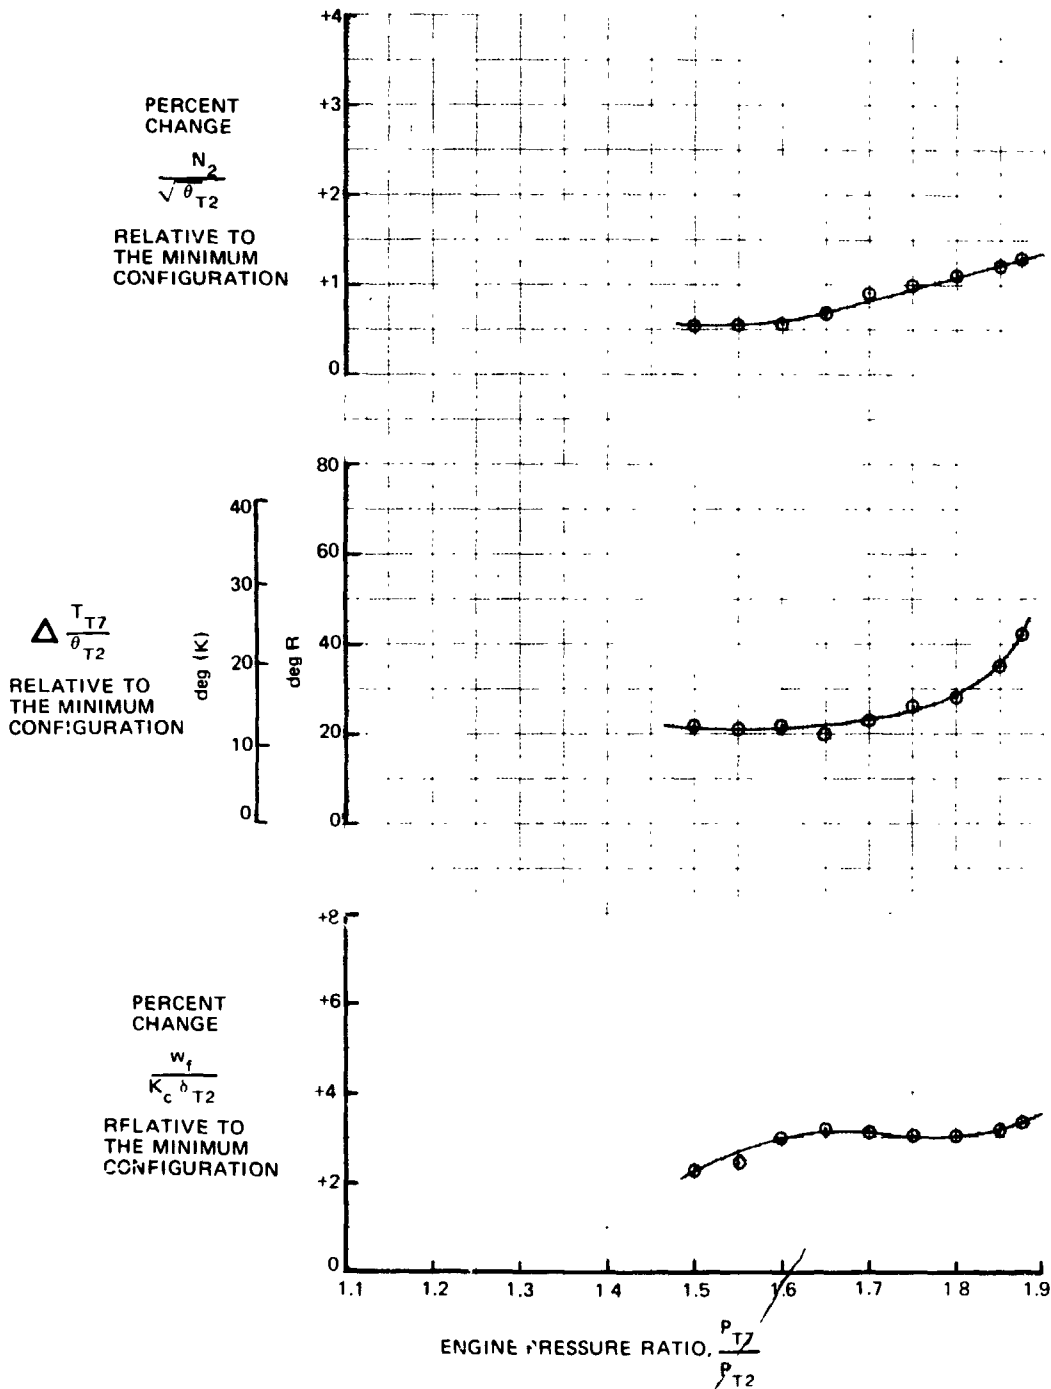 +4
+3
+2
+1
0
PERCENT
CHANGE
N2
√θT2
RELATIVE TO
THE MINIMUM
CONFIGURATION
80
60
40
20
0
deg R
40
30
20
10
0
deg (K)
Δ TT7
θT2
RELATIVE TO
THE MINIMUM
CONFIGURATION
+8
+6
+4
+2
0
PERCENT
CHANGE
wf
Kc δT2
RELATIVE TO
THE MINIMUM
CONFIGURATION
1.1 1.2 1.3 1.4 1.5 1.6 1.7 1.8 1.9
ENGINE PRESSURE RATIO, PT7
PT2